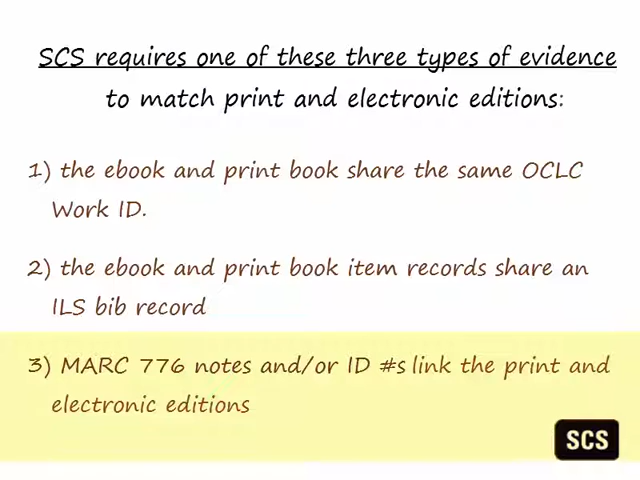 SCS requires one of these three types of evidence
to match print and electronic editions:
1) the ebook and print book share the same OCLC
Work ID.
2) the ebook and print book item records share an
ILS bib record
3) MARC 776 notes and/or ID #s link the print and
electronic editions
SCS